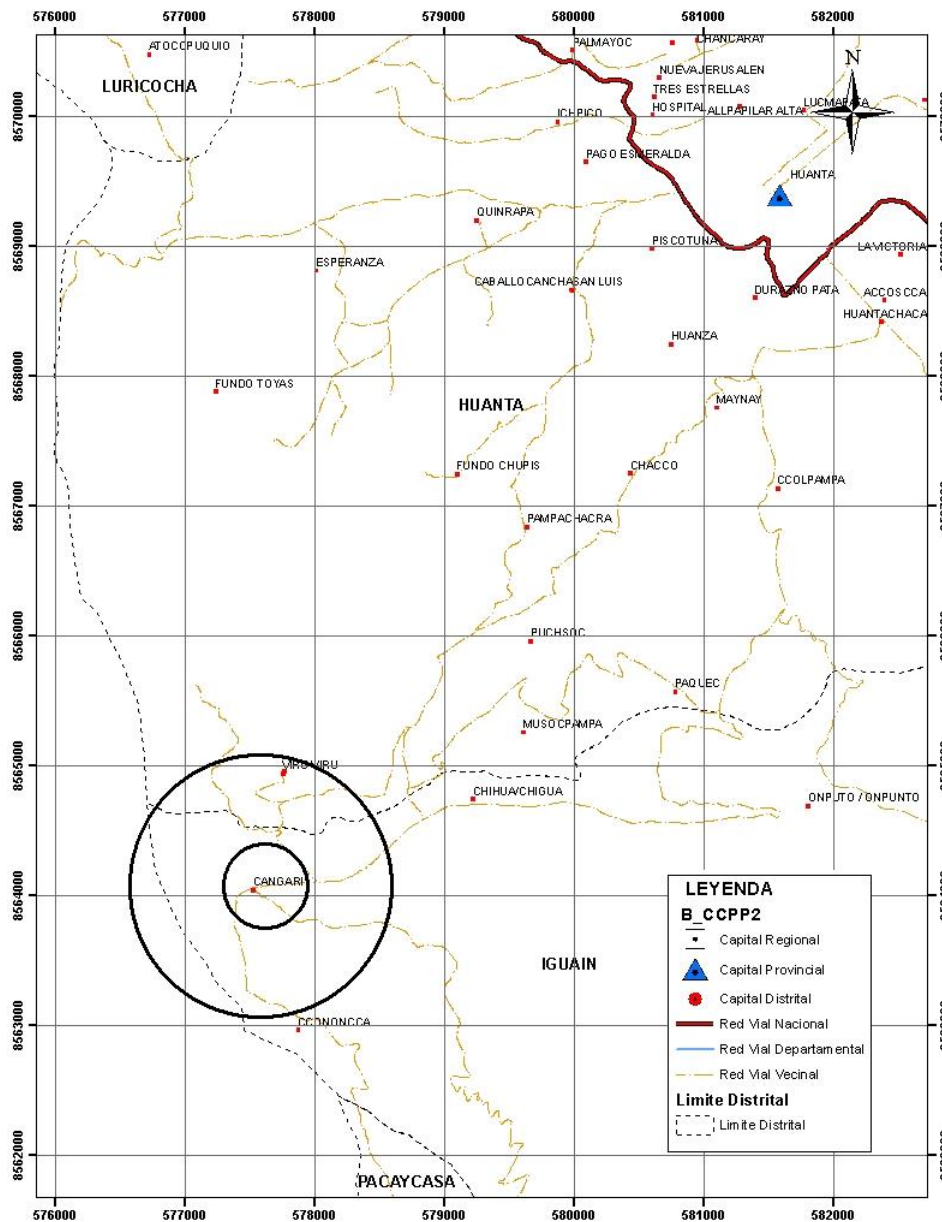 576000 577000 578000 579000 580000 581000 582000
ATOCCPUQUIO
PALMAYOC
CHANCARAY
N
LURICOCHA
NUEVAJERUSALEN
TRES ESTRELLAS
HOSPITAL
ALLPAPILAR ALTA
LUCMAPATA
8570000
ICHPICO
PAGO ESMERALDA
HUANTA
QUINRAPA
8569000
PISCOTUNA
LAVICTORIA
ESPERANZA
CABALLOCANCHASAN LUIS
DURAZNO PATA
ACCOSCCA
HUANTACHACA
HUANZA
8568000
FUNDO TOYAS
MAYNAY
HUANTA
FUNDO CHUPIS
CHACCO
CCOLPAMPA
8567000
PAMPACHACRA
8566000
PUCHSOC
PAQUEC
MUSOCPAMPA
8565000
VIRUVIRU
CHIHUA/CHIGUA
ONPUTO / ONPUNTO
CANGARI
8564000
LEYENDA
B_CCPP2
Capital Regional
IGUAIN
Capital Provincial
Capital Distrital
8563000
CCONONCCA
Red Vial Nacional
Red Vial Departamental
Red Vial Vecinal
Limite Distrital
Limite Distrital
8562000
PACAYCASA
576000 577000 578000 579000 580000 581000 582000